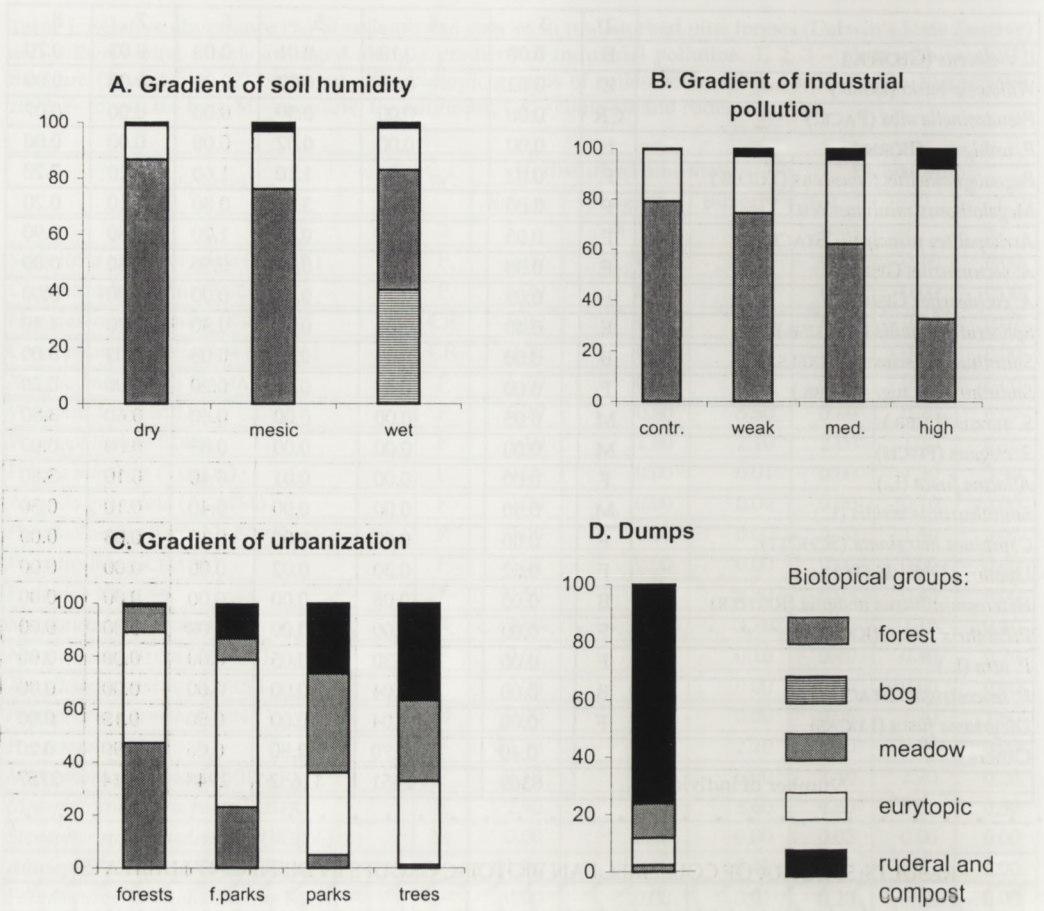 A. Gradient of soil humidity
100
80
60
40
20
0
dry mesic wet
B. Gradient of industrial
pollution
100
80
60
40
20
0
contr. weak med. high
C. Gradient of urbanization
100
80
60
40
20
0
forests f.parks parks trees
D. Dumps
100
80
60
40
20
0
Biotopical groups:
forest
bog
meadow
eurytopic
ruderal and
compost